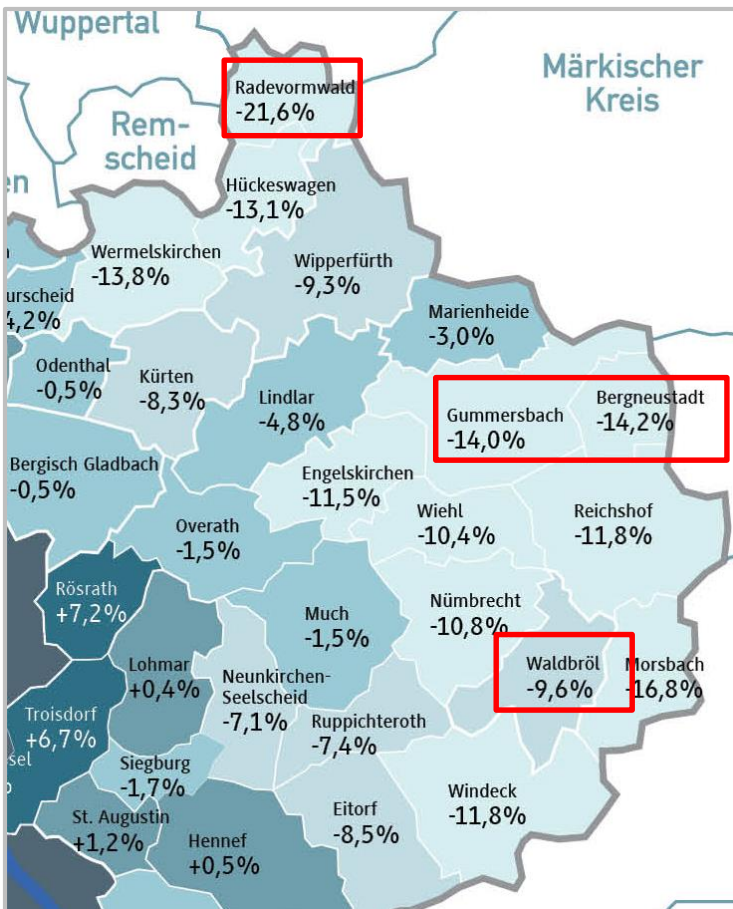 Wuppertal
Radevormwald
-21,6%
Märkischer
Kreis
Rem-
scheid
en
Hückeswagen
-13,1%
Wermelskirchen
-13,8%
Wipperfürth
-9,3%
urscheid
4,2%
Marienheide
-3,0%
Odenthal
-0,5%
Kürten
-8,3%
Lindlar
-4,8%
Gummersbach
-14,0%
Bergneustadt
-14,2%
Bergisch Gladbach
-0,5%
Engelskirchen
-11,5%
Wiehl
-10,4%
Reichshof
-11,8%
Overath
-1,5%
Rösrath
+7,2%
Much
-1,5%
Nümbrecht
-10,8%
Lohmar
+0,4%
Neunkirchen-
Seelscheid
-7,1%
Waldbröl
-9,6%
Morsbach
-16,8%
Troisdorf
+6,7%
Ruppichteroth
-7,4%
sel
Siegburg
-1,7%
Windeck
-11,8%
St. Augustin
+1,2%
Eitorf
-8,5%
Hennef
+0,5%